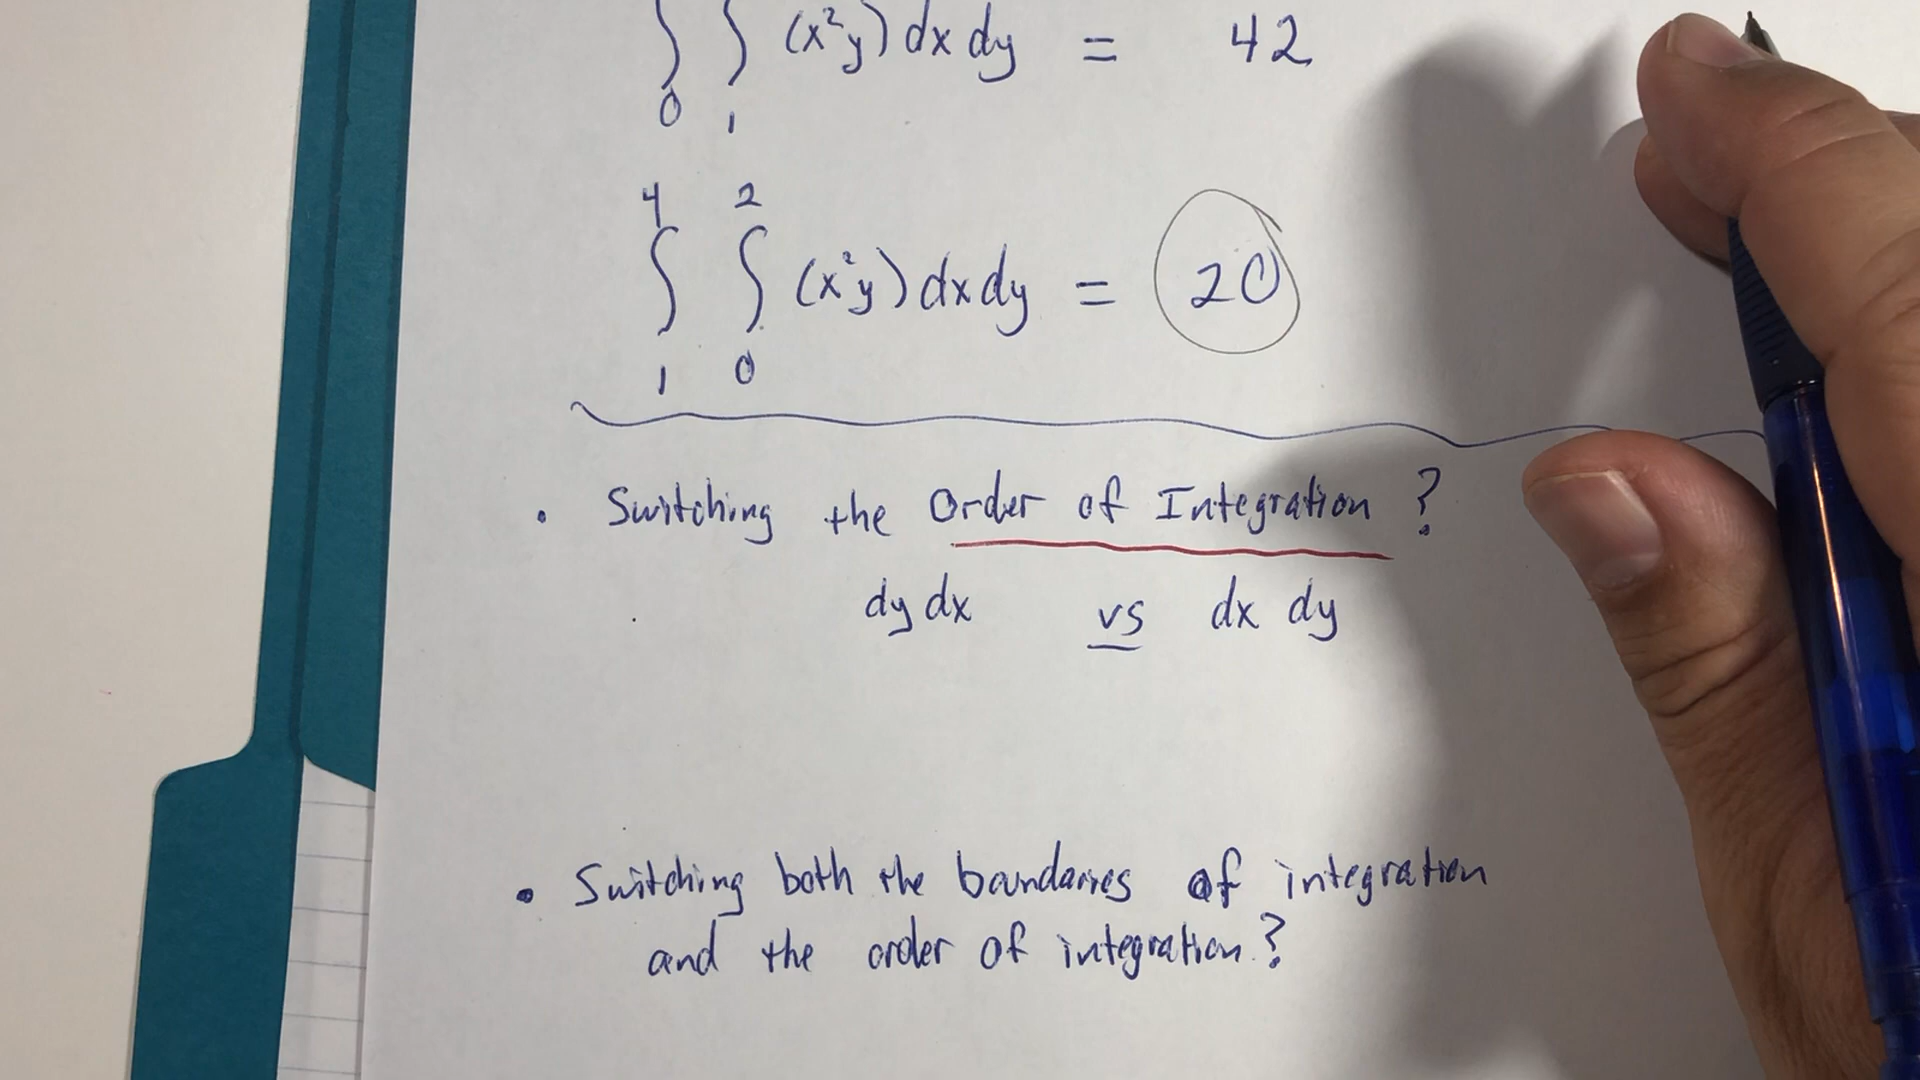 ∫ ∫ (x²y) dx dy = 42
0 1
4 2
∫ ∫ (x²y) dx dy = 20
1 0
• Switching the Order of Integration ?
dy dx vs dx dy
• Switching both the boundaries of integration
and the order of integration ?